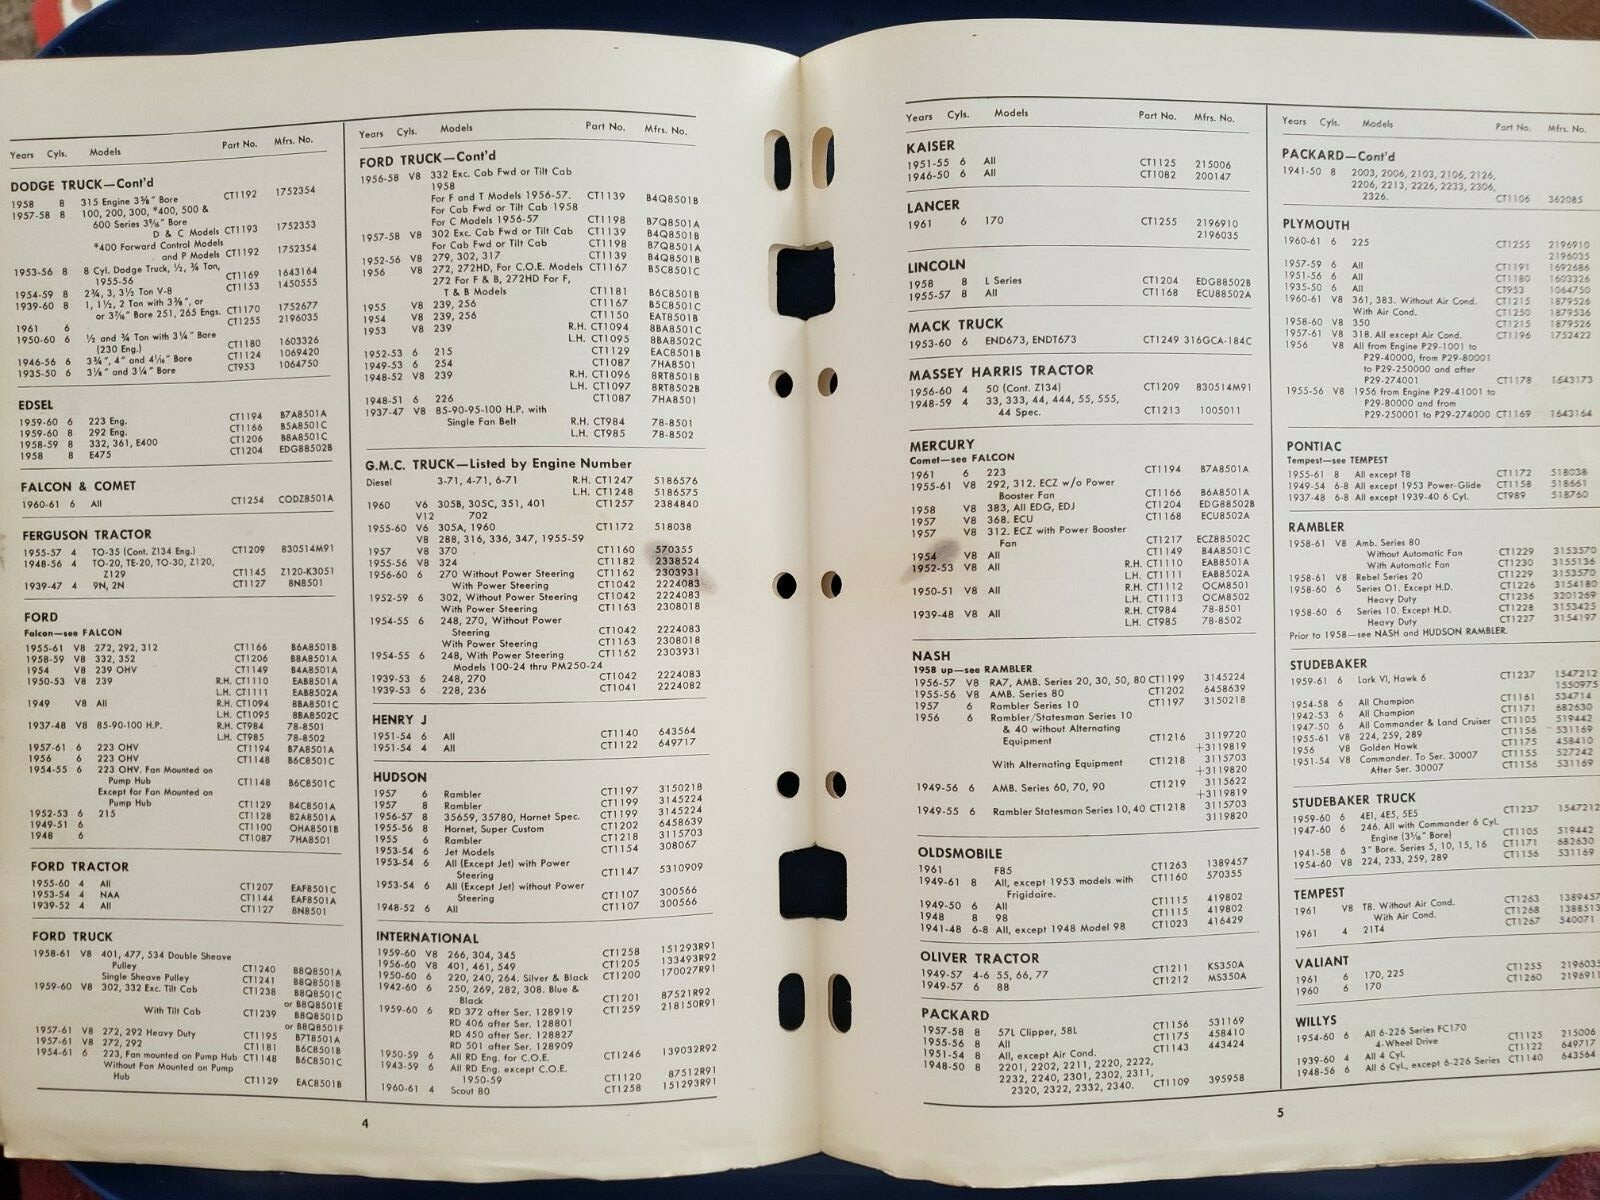 Years Cyls. Models Part No. Mfrs. No.
DODGE TRUCK—Cont'd
1958 8 315 Engine 3⅝" Bore CT1192 1752354
1957-58 8 100, 200, 300, *400, 500 &
600 Series
D & C Models CT1193 1752353
*400 Forward Control Models
and P Models CT1192 1752354
1953-56 8 8 Cyl. Dodge Truck, ½, ¾ Ton,
1955-56 CT1169 1643164
1954-59 8 2¾, 3, 3½ Ton V-8 CT1153 1450555
1939-60 8 1, 1½, 2 Ton with 3⅜", or
or 3⁷⁄₁₆" Bore 251, 265 Engs. CT1170 1752677
1961 6 CT1255 2196035
1950-60 6 ½ and ¾ Ton with 3¼" Bore
(230 Eng.) CT1180 1603326
1946-56 6 3¾", 4" and 4¹⁄₁₆" Bore CT1124 1069420
1935-50 6 3⅛" and 3¼" Bore CT953 1064750
EDSEL
1959-60 6 223 Eng. CT1194 B7A8501A
1959-60 8 292 Eng. CT1166 B5A8501C
1958-59 8 332, 361, E400 CT1206 B8A8501C
1958 8 E475 CT1204 EDG88502B
FALCON & COMET
1960-61 6 All CT1254 CODZ8501A
FERGUSON TRACTOR
1955-57 4 TO-35 (Cont. Z134 Eng.) CT1209 830514M91
1948-56 4 TO-20, TE-20, TO-30, Z120,
Z129 CT1145 Z120-K3051
1939-47 4 9N, 2N CT1127 8N8501
FORD
Falcon—see FALCON
1955-61 V8 272, 292, 312 CT1166 B6A8501B
1958-59 V8 332, 352 CT1206 B8A8501A
1954 V8 239 OHV CT1149 B4A8501A
1950-53 V8 239 R.H. CT1110 EAB8501A
L.H. CT1111 EAB8502A
1949 V8 All R.H. CT1094 8BA8501C
L.H. CT1095 8BA8502C
1937-48 V8 85-90-100 H.P. R.H. CT984 78-8501
L.H. CT985 78-8502
1957-61 6 223 OHV CT1194 B7A8501A
1956 6 223 OHV CT1148 B6C8501C
1954-55 6 223 OHV. Fan Mounted on
Pump Hub CT1148 B6C8501C
Except for Fan Mounted on
Pump Hub CT1129 B4C8501A
1952-53 6 215 CT1128 B2A8501A
1949-51 6 CT1100 OHA8501B
1948 6 CT1087 7HA8501
FORD TRACTOR
1955-60 4 All CT1207 EAF8501C
1953-54 4 NAA CT1144 EAF8501A
1939-52 4 All CT1127 8N8501
FORD TRUCK
1958-61 V8 401, 477, 534 Double Sheave
Pulley CT1240 B8Q8501A
Single Sheave Pulley CT1241 B8Q8501B
1959-60 V8 302, 332 Exc. Tilt Cab CT1238 B8Q8501C
or B8Q8501E
With Tilt Cab CT1239 B8Q8501D
or B8Q8501F
1957-61 V8 272, 292 Heavy Duty CT1195 B7T8501A
1957-61 V8 272, 292 CT1181 B6C8501B
1954-61 6 223, Fan mounted on Pump Hub CT1148 B6C8501C
Without Fan Mounted on Pump
Hub CT1129 EAC8501B
Years Cyls. Models Part No. Mfrs. No.
FORD TRUCK—Cont'd
1956-58 V8 332 Exc. Cab Fwd or Tilt Cab
1958
For F and T Models 1956-57. CT1139 B4Q8501B
For Cab Fwd or Tilt Cab 1958
For C Models 1956-57 CT1198 B7Q8501A
1957-58 V8 302 Exc. Cab Fwd or Tilt Cab CT1139 B4Q8501B
For Cab Fwd or Tilt Cab CT1198 B7Q8501A
1952-56 V8 279, 302, 317 CT1139 B4Q8501B
1956 V8 272, 272HD, For C.O.E. Models CT1167 B5C8501C
272 For F & B, 272HD For F,
T & B Models CT1181 B6C8501B
1955 V8 239, 256 CT1167 B5C8501C
1954 V8 239, 256 CT1150 EAT8501B
1953 V8 239 R.H. CT1094 8BA8501C
L.H. CT1095 8BA8502C
1952-53 6 215 CT1129 EAC8501B
1949-53 6 254 CT1087 7HA8501
1948-52 V8 239 R.H. CT1096 8RT8501B
L.H. CT1097 8RT8502B
1948-51 6 226 CT1087 7HA8501
1937-47 V8 85-90-95-100 H.P. with
Single Fan Belt R.H. CT984 78-8501
L.H. CT985 78-8502
G.M.C. TRUCK—Listed by Engine Number
Diesel 3-71, 4-71, 6-71 R.H. CT1247 5186576
L.H. CT1248 5186575
1960 V6 305B, 305C, 351, 401 CT1257 2384840
V12 702
1955-60 V6 305A, 1960 CT1172 518038
V8 288, 316, 336, 347, 1955-59
1957 V8 370 CT1160 570355
1955-56 V8 324 CT1182 2338524
1956-60 6 270 Without Power Steering CT1162 2303931
With Power Steering CT1042 2224083
1952-59 6 302, Without Power Steering CT1042 2224083
With Power Steering CT1163 2308018
1954-55 6 248, 270, Without Power
Steering CT1042 2224083
With Power Steering CT1163 2308018
1954-55 6 248, With Power Steering CT1162 2303931
Models 100-24 thru PM250-24
1939-53 6 248, 270 CT1042 2224083
1939-53 6 228, 236 CT1041 2224082
HENRY J
1951-54 6 All CT1140 643564
1951-54 4 All CT1122 649717
HUDSON
1957 6 Rambler CT1197 3150218
1957 8 Rambler CT1199 3145224
1956-57 8 35659, 35780, Hornet Spec. CT1199 3145224
1955-56 8 Hornet, Super Custom CT1202 6458639
1955 6 Rambler CT1218 3115703
1953-54 6 Jet Models CT1154 308067
1953-54 6 All (Except Jet) with Power
Steering CT1147 5310909
1953-54 6 All (Except Jet) without Power
Steering CT1107 300566
1948-52 6 All CT1107 300566
INTERNATIONAL
1959-60 V8 266, 304, 345 CT1258 151293R91
1956-60 V8 401, 461, 549 CT1205 133493R92
1950-60 6 220, 240, 264, Silver & Black CT1200 170027R91
1942-60 6 250, 269, 282, 308. Blue &
Black CT1201 87521R92
1959-60 6 RD 372 after Ser. 128919 CT1259 218150R91
RD 406 after Ser. 128801
RD 450 after Ser. 128827
RD 501 after Ser. 128909
1950-59 6 All RD Eng. for C.O.E. CT1246 139032R92
1943-59 6 All RD Eng. except C.O.E.
1950-59 CT1120 87512R91
1960-61 4 Scout 80 CT1258 151293R91
4
Years Cyls. Models Part No. Mfrs. No.
KAISER
1951-55 6 All CT1125 215006
1946-50 6 All CT1082 200147
LANCER
1961 6 170 CT1255 2196910
2196035
LINCOLN
1958 8 L Series CT1204 EDG88502B
1955-57 8 All CT1168 ECU88502A
MACK TRUCK
1953-60 6 END673, ENDT673 CT1249 316GCA-184C
MASSEY HARRIS TRACTOR
1956-60 4 50 (Cont. Z134) CT1209 830514M91
1948-59 4 33, 333, 44, 444, 55, 555,
44 Spec. CT1213 1005011
MERCURY
Comet—see FALCON
1961 6 223 CT1194 B7A8501A
1955-61 V8 292, 312. ECZ w/o Power
Booster Fan CT1166 B6A8501A
1958 V8 383, All EDG, EDJ CT1204 EDG88502B
1957 V8 368. ECU CT1168 ECU8502A
1957 V8 312. ECZ with Power Booster
Fan CT1217 ECZ88502C
1954 V8 All CT1149 B4A8501C
1952-53 V8 All R.H. CT1110 EAB8501A
L.H. CT1111 EAB8502A
1950-51 V8 All R.H. CT1112 OCM8501
L.H. CT1113 OCM8502
1939-48 V8 All R.H. CT984 78-8501
L.H. CT985 78-8502
NASH
1958 up—see RAMBLER
1956-57 V8 RA7, AMB. Series 20, 30, 50, 80 CT1199 3145224
1955-56 V8 AMB. Series 80 CT1202 6458639
1957 6 Rambler Series 10 CT1197 3150218
1956 6 Rambler/Statesman Series 10
& 40 without Alternating
Equipment CT1216 3119720
+3119819
With Alternating Equipment CT1218 3115703
+3119820
1949-56 6 AMB. Series 60, 70, 90 CT1219 3115622
+3119819
1949-55 6 Rambler Statesman Series 10, 40 CT1218 3115703
3119820
OLDSMOBILE
1961 F85 CT1263 1389457
1949-61 8 All, except 1953 models with CT1160 570355
Frigidaire.
1949-50 6 All CT1115 419802
1948 8 98 CT1115 419802
1941-48 6-8 All, except 1948 Model 98 CT1023 416429
OLIVER TRACTOR
1949-57 4-6 55, 66, 77 CT1211 KS350A
1949-57 6 88 CT1212 MS350A
PACKARD
1957-58 8 57L Clipper, 58L CT1156 531169
1955-56 8 All CT1175 458410
1951-54 8 All, except Air Cond. CT1143 443424
1948-50 8 2201, 2202, 2211, 2220, 2222,
2232, 2240, 2301, 2302, 2311,
2320, 2322, 2332, 2340. CT1109 395958
Years Cyls. Models Part No. Mfrs. No.
PACKARD—Cont'd
1941-50 8 2003, 2006, 2103, 2106, 2126,
2206, 2213, 2226, 2233, 2306,
2326. CT1106 362085
PLYMOUTH
1960-61 6 225 CT1255 2196910
2196035
1957-59 6 All CT1191 1692686
1951-56 6 All CT1180 1603326
1935-50 6 All CT953 1064750
1960-61 V8 361, 383. Without Air Cond. CT1215 1879526
With Air Cond. CT1250 1879536
1958-60 V8 350 CT1215 1879526
1957-61 V8 318. All except Air Cond. CT1196 1752422
1956 V8 All from Engine P29-1001 to
P29-40000, from P29-80001
to P29-250000 and after
P29-274001 CT1178 1643173
1955-56 V8 1956 from Engine P29-41001 to
P29-80000 and from
P29-250001 to P29-274000 CT1169 1643164
PONTIAC
Tempest—see TEMPEST
1955-61 8 All except T8 CT1172 518038
1949-54 6-8 All except 1953 Power-Glide CT1158 518661
1937-48 6-8 All except 1939-40 6 Cyl. CT989 518760
RAMBLER
1958-61 V8 Amb. Series 80
Without Automatic Fan CT1229 3153570
With Automatic Fan CT1230 3155136
1958-61 V8 Rebel Series 20 CT1229 3153570
1958-60 6 Series 01. Except H.D. CT1226 3154180
Heavy Duty CT1236 3201269
1958-60 6 Series 10. Except H.D. CT1228 3153425
Heavy Duty CT1227 3154197
Prior to 1958—see NASH and HUDSON RAMBLER.
STUDEBAKER
1959-61 6 Lark VI, Hawk 6 CT1237 1547212
1550975
1954-58 6 All Champion CT1161 534714
1942-53 6 All Champion CT1171 682630
1947-50 6 All Commander & Land Cruiser CT1105 519442
1955-61 V8 224, 259, 289 CT1156 531169
1956 V8 Golden Hawk CT1175 458410
1951-54 V8 Commander. To Ser. 30007 CT1155 527242
After Ser. 30007 CT1156 531169
STUDEBAKER TRUCK
1959-60 6 4E1, 4E5, 5E5 CT1237 1547212
1947-60 6 246. All with Commander 6 Cyl.
Engine (3⁵⁄₁₆" Bore) CT1105 519442
1941-58 6 3" Bore. Series 5, 10, 15, 16 CT1171 682630
1954-60 V8 224, 233, 259, 289 CT1156 531169
TEMPEST
1961 V8 T8. Without Air Cond. CT1263 1389457
With Air Cond. CT1268 1388513
1961 4 21T4 CT1267 540071
VALIANT
1961 6 170, 225 CT1255 2196035
1960 6 170 CT1260 2196911
WILLYS
1954-60 6 All 6-226 Series FC170
4-Wheel Drive CT1125 215006
1939-60 4 All 4 Cyl. CT1122 649717
1948-56 6 All 6 Cyl., except 6-226 Series CT1140 643564
5